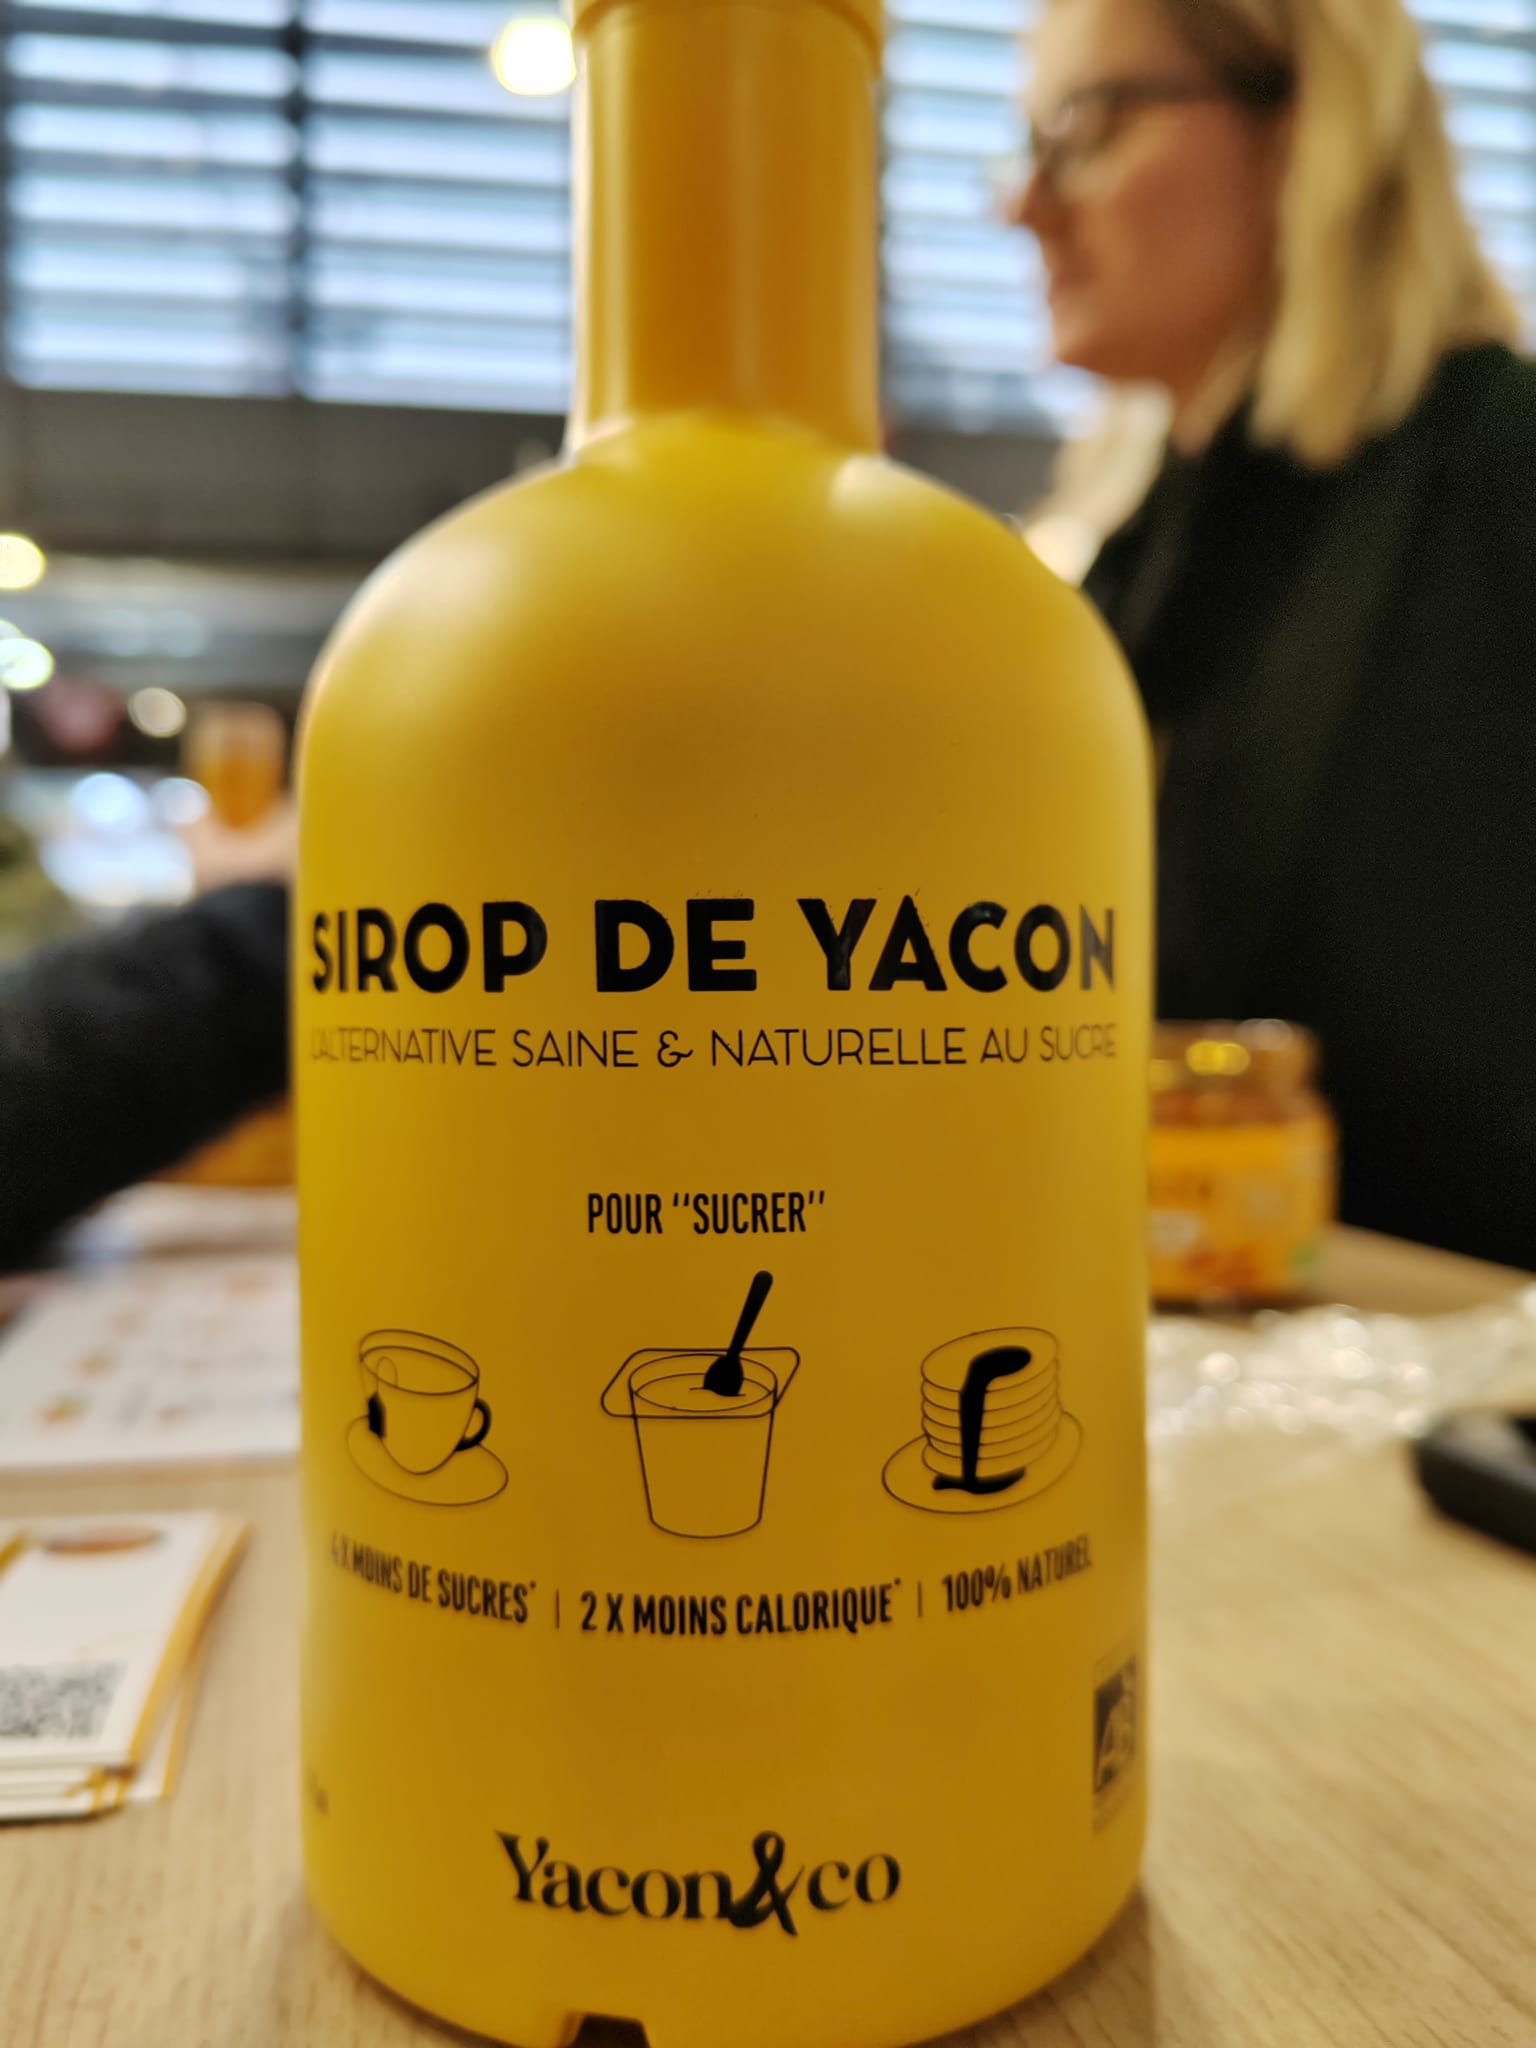 SIROP DE YACON
L'ALTERNATIVE SAINE & NATURELLE AU SUCRE
POUR "SUCRER"
4 X MOINS DE SUCRES* | 2 X MOINS CALORIQUE* | 100% NATUREL
AB
Yacon&co